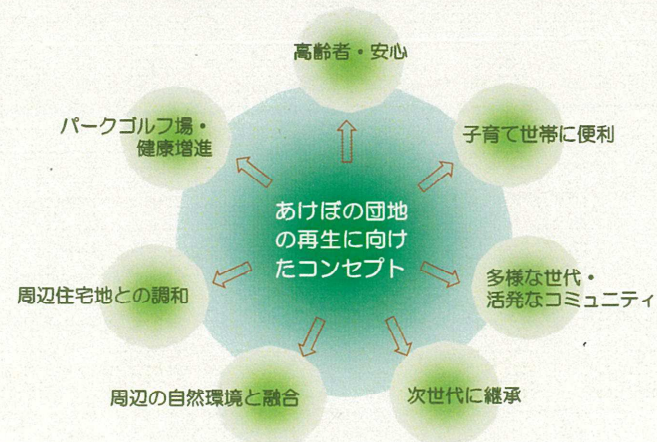 高齢者・安心
パークゴルフ場・
健康増進
子育て世帯に便利
あけぼの団地
の再生に向け
たコンセプト
周辺住宅地との調和
多様な世代・
活発なコミュニティ
周辺の自然環境と融合
次世代に継承